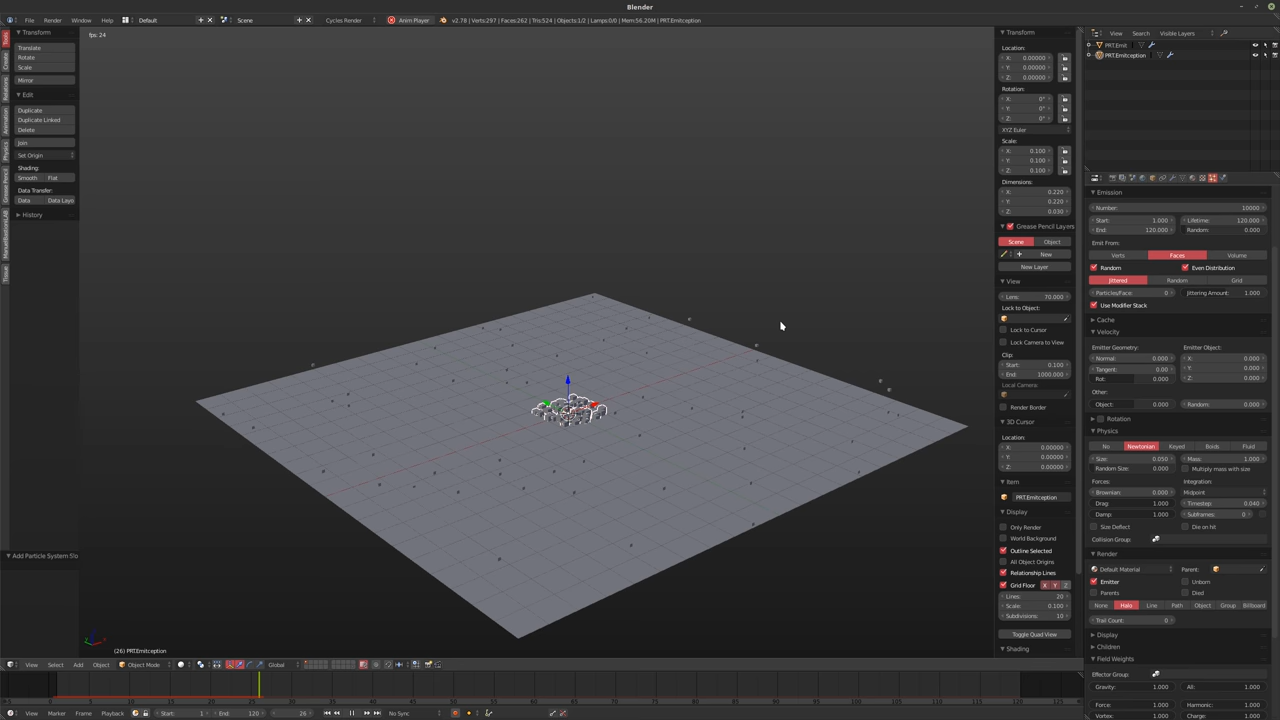 Blender
File Render Window Help Default Scene Cycles Render Anim Player v2.78 | Verts:297 | Faces:262 | Tris:524 | Objects:1/2 | Lamps:0/0 | Mem:56.20M | PRT.Emitception
fps: 24
Tools
Create
Relations
Animation
Physics
Grease Pencil
ManuelBastioniLAB
Tissue
Transform
Translate
Rotate
Scale
Mirror
Edit
Duplicate
Duplicate Linked
Delete
Join
Set Origin
Shading:
Smooth Flat
Data Transfer:
Data Data Layo
History
Add Particle System Slo
(26) PRT.Emitception
Transform
Location:
X: 0.00000
Y: 0.00000
Z: 0.00000
Rotation:
X: 0°
Y: 0°
Z: 0°
XYZ Euler
Scale:
X: 0.100
Y: 0.100
Z: 0.100
Dimensions:
X: 0.220
Y: 0.220
Z: 0.030
Grease Pencil Layers
Scene Object
New
New Layer
View
Lens: 70.000
Lock to Object:
Lock to Cursor
Lock Camera to View
Clip:
Start: 0.100
End: 1000.000
Local Camera:
Render Border
3D Cursor
Location:
X: 0.00000
Y: 0.00000
Z: 0.00000
Item
PRT.Emitception
Display
Only Render
World Background
Outline Selected
All Object Origins
Relationship Lines
Grid Floor X Y Z
Lines: 20
Scale: 0.100
Subdivisions: 10
Toggle Quad View
Shading
View Search Visible Layers
PRT.Emit
PRT.Emitception
Emission
Number: 10000
Start: 1.000 Lifetime: 120.000
End: 120.000 Random: 0.000
Emit From:
Verts Faces Volume
Random Even Distribution
Jittered Random Grid
Particles/Face: 0 Jittering Amount: 1.000
Use Modifier Stack
Cache
Velocity
Emitter Geometry: Emitter Object:
Normal: 0.000 X: 0.000
Tangent: 0.00 Y: 0.000
Rot: 0.000 Z: 0.000
Other:
Object: 0.000 Random: 0.000
Rotation
Physics
No Newtonian Keyed Boids Fluid
Size: 0.050 Mass: 1.000
Random Size: 0.000 Multiply mass with size
Forces: Integration:
Brownian: 0.000 Midpoint
Drag: 1.000 Timestep: 0.040
Damp: 1.000 Subframes: 0
Size Deflect Die on hit
Collision Group:
Render
Default Material Parent:
Emitter Unborn
Parents Died
None Halo Line Path Object Group Billboard
Trail Count: 0
Display
Children
Field Weights
Effector Group:
Gravity: 1.000 All: 1.000
Force: 1.000 Harmonic: 1.000
Vortex: 1.000 Charge: 1.000
View Select Add Object Object Mode Global
View Marker Frame Playback Start: 1 End: 120 26 No Sync